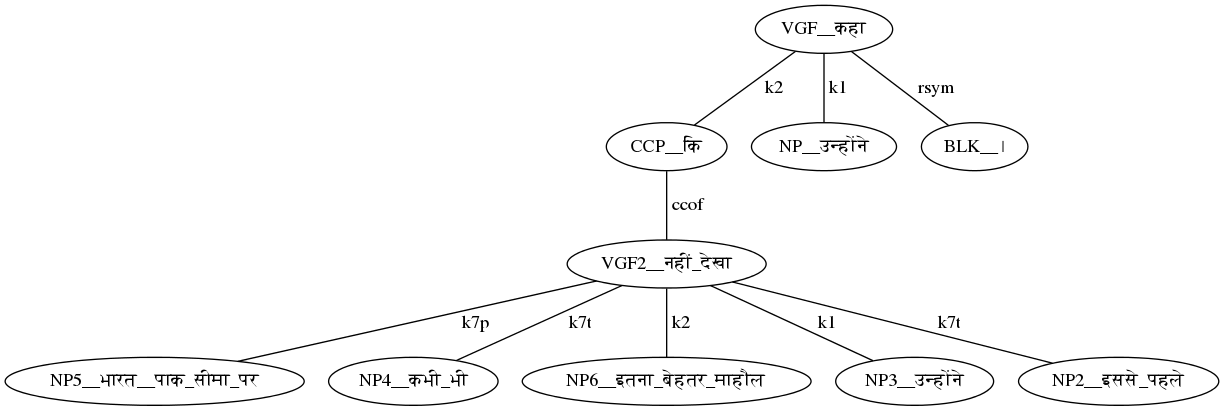 VGF__कहा
k2 k1 rsym
CCP__कि NP__उन्होंने BLK__।
ccof
VGF2__नहीं_देखा
k7p k7t k2 k1 k7t
NP5__भारत__पाक_सीमा_पर NP4__कभी_भी NP6__इतना_बेहतर_माहौल NP3__उन्होंने NP2__इससे_पहले